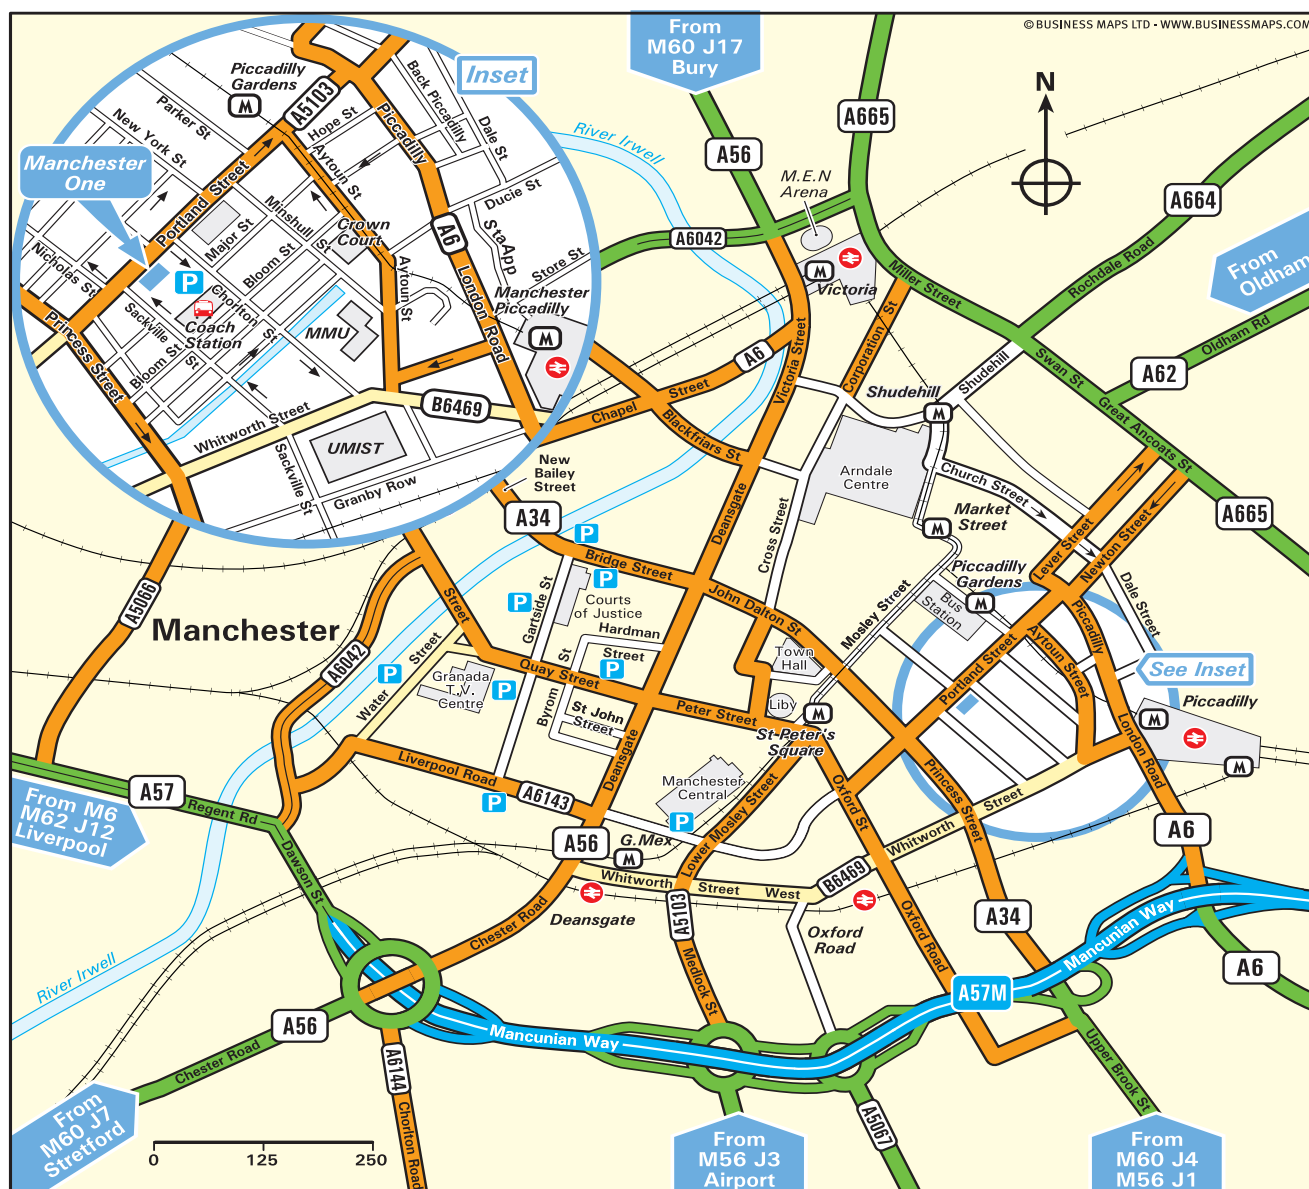 © BUSINESS MAPS LTD - WWW.BUSINESSMAPS.COM
From
M60 J17
Bury
Inset
Piccadilly
Gardens
M
A5103
Back Piccadilly
Parker St
Hope St
Piccadilly
Dale St
New York St
Aytoun St
Ducie St
Manchester
One
Portland Street
Minshull St
Crown
Court
A6
Sta App
Store St
Major St
Bloom St
Nicholas St
P
Chorlton St
Aytoun St
London Road
Manchester
Piccadilly
M
Sackville St
Coach
Station
MMU
Princess Street
Bloom St
Whitworth Street
B6469
UMIST
Sackville St
Granby Row
River Irwell
A56
A665
N
M.E.N
Arena
A664
A6042
M
Victoria
Miller Street
Rochdale Road
From
Oldham
Corporation St
Victoria Street
A6
Chapel Street
Shudehill
Shudehill
M
Swan St
Oldham Rd
A62
Great Ancoats St
Blackfriars St
New
Bailey
Street
Arndale
Centre
Church Street
A34
Deansgate
Cross Street
Market
Street
M
A665
P
Bridge Street
Lever Street
Newton Street
Piccadilly
Gardens
M
Bus
Station
Dale Street
A5066
Manchester
A6042
Street
Gartside St
P
P
Courts
of Justice
John Dalton St
Mosley Street
Hardman
Street
P
Town
Hall
Piccadilly
Aytoun Street
Portland Street
See Inset
Water Street
P
Granada
T.V.
Centre
P
Quay Street
Byrom St
St John
Street
Peter Street
Liby
M
St Peter's
Square
Piccadilly
M
M
London Road
A57
Regent Rd
From M6
M62 J12
Liverpool
Liverpool Road
P
A6143
Deansgate
Manchester
Central
P
Lower Mosley Street
Oxford St
Princess Street
Whitworth Street
A6
Dawson St
A56
G.Mex
M
Whitworth Street West
B6469
Deansgate
Chester Road
A5103
Oxford
Road
Oxford Road
A34
Mancunian Way
A6
River Irwell
Medlock St
A57M
A56
Chester Road
Mancunian Way
A6144
Chorlton Road
Upper Brook St
A5067
From
M60 J7
Stretford
0 125 250
From
M56 J3
Airport
From
M60 J4
M56 J1